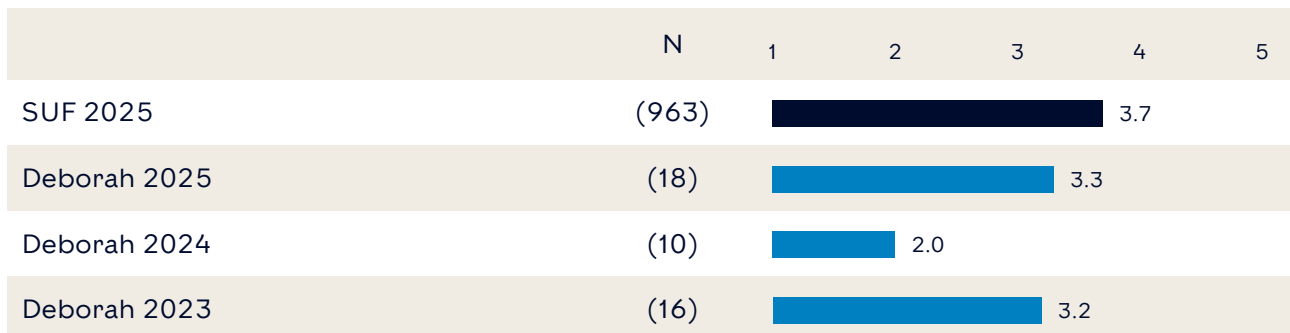 N 1 2 3 4 5
SUF 2025 (963) 3.7
Deborah 2025 (18) 3.3
Deborah 2024 (10) 2.0
Deborah 2023 (16) 3.2